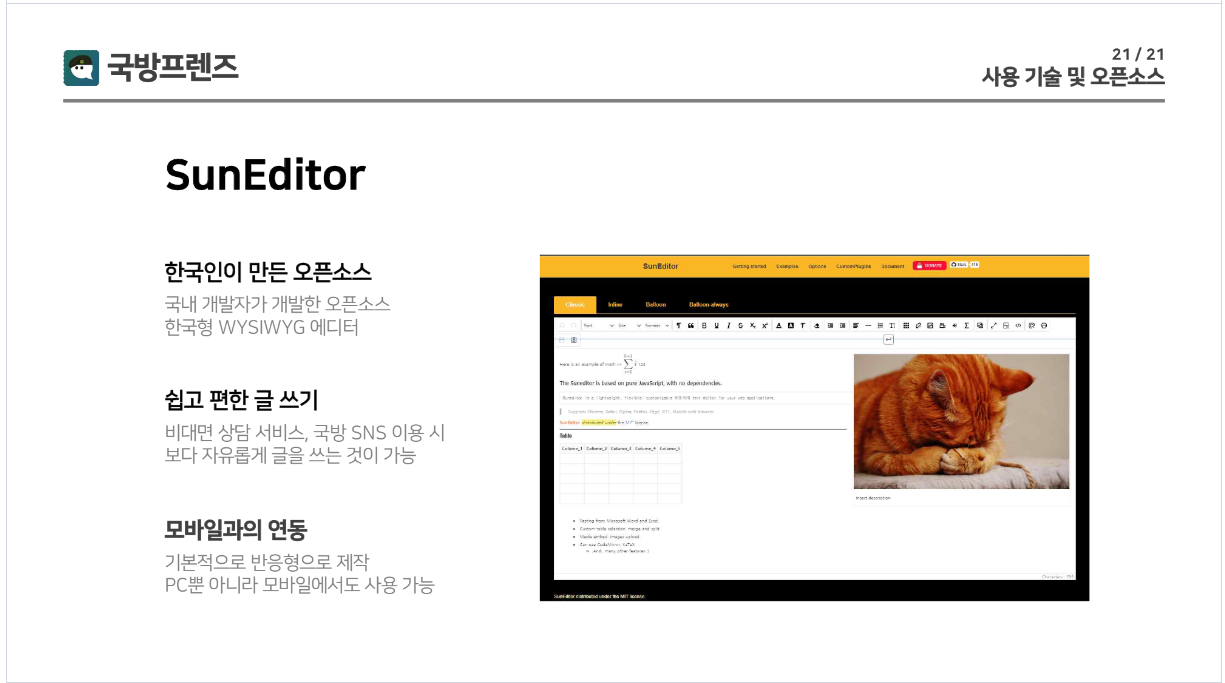 국방프렌즈
21 / 21
사용 기술 및 오픈소스
SunEditor
한국인이 만든 오픈소스
국내 개발자가 개발한 오픈소스
한국형 WYSIWYG 에디터
쉽고 편한 글 쓰기
비대면 상담 서비스, 국방 SNS 이용 시
보다 자유롭게 글을 쓰는 것이 가능
모바일과의 연동
기본적으로 반응형으로 제작
PC뿐 아니라 모바일에서도 사용 가능
SunEditor
Getting started Examples Options CustomPlugins Document DONATE
Classic Inline Balloon Balloon-always
Font Size Formats
Here is an example of math
The Suneditor is based on pure JavaScript, with no dependencies.
Suneditor is a lightweight, flexible, customizable WYSIWYG text editor for your web applications.
SunEditor distributed under the MIT license.
Table
Column_1 Column_2 Column_3 Column_4 Column_5
Insert description
Pasting from Microsoft Word and Excel.
Custom table selection, merge and split.
Media embed, images upload.
Can use CodeMirror, KaTeX.
And.. many other features :)
SunEditor distributed under the MIT license.